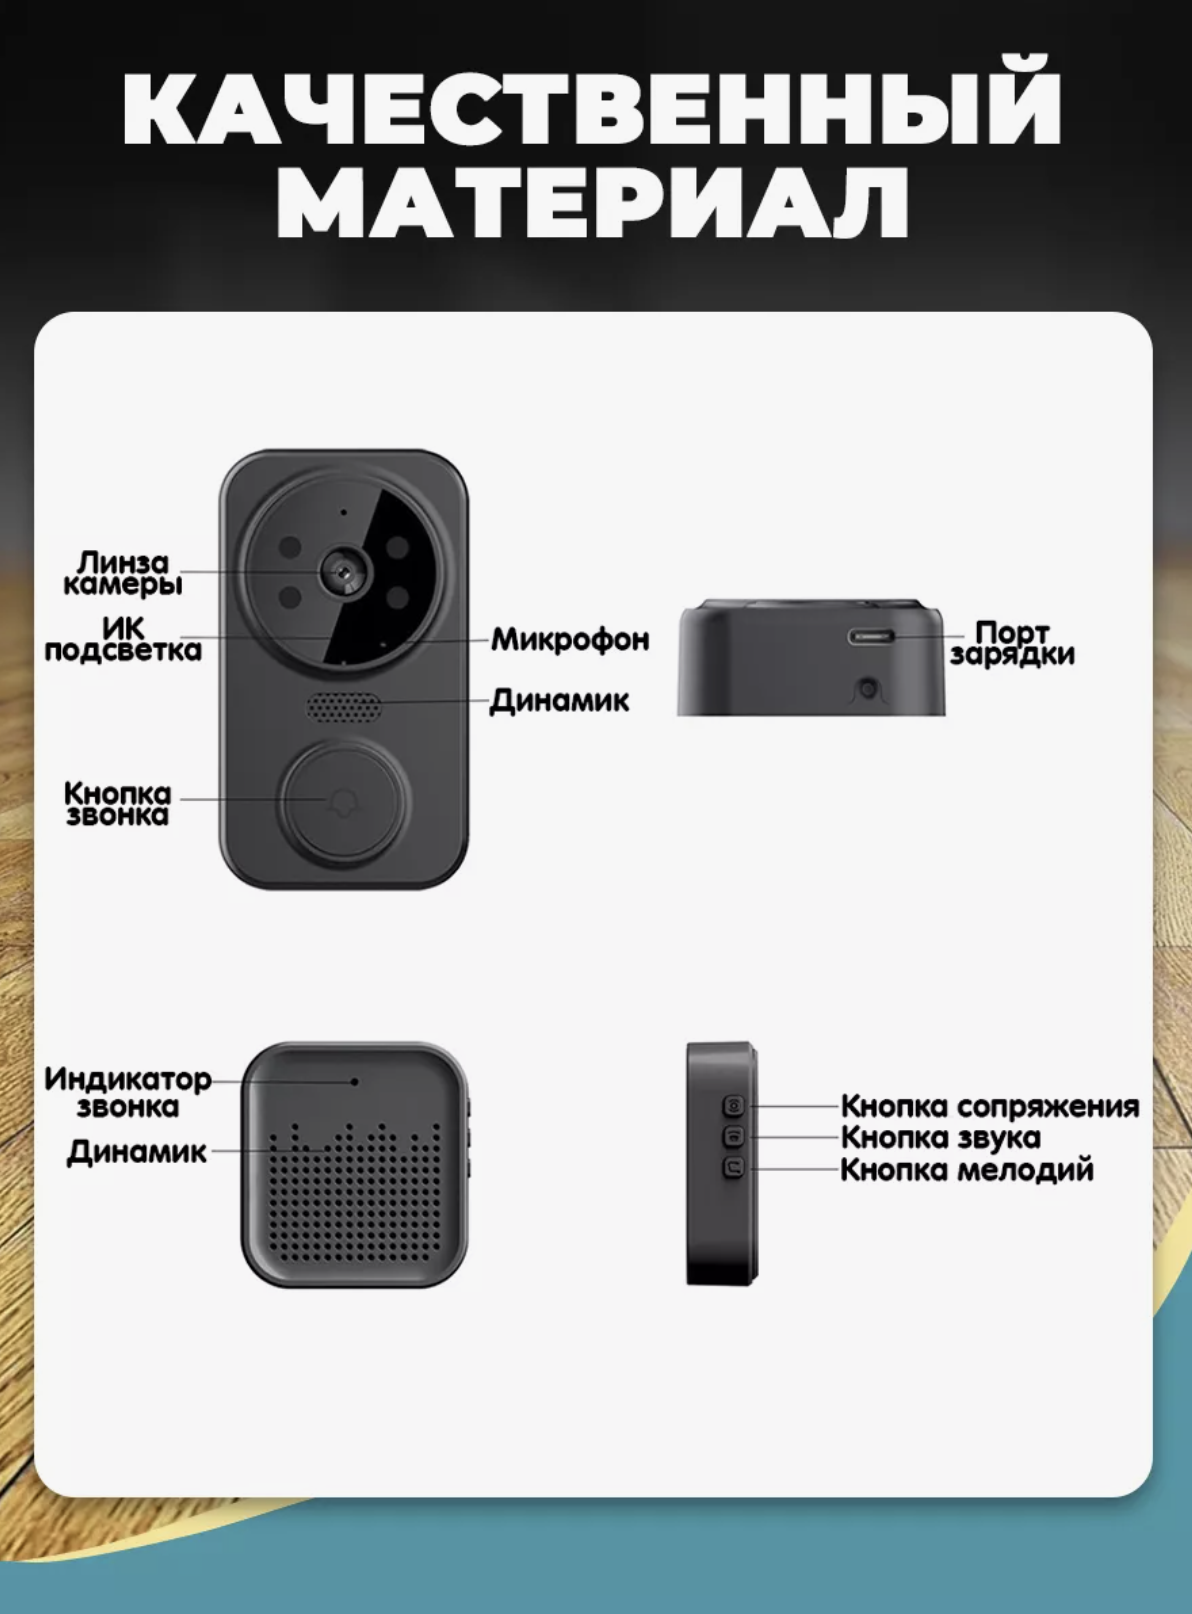 КАЧЕСТВЕННЫЙ
МАТЕРИАЛ
Линза
камеры
ИК
подсветка
Микрофон
Динамик
Кнопка
звонка
Порт
зарядки
Индикатор
звонка
Динамик
Кнопка сопряжения
Кнопка звука
Кнопка мелодий